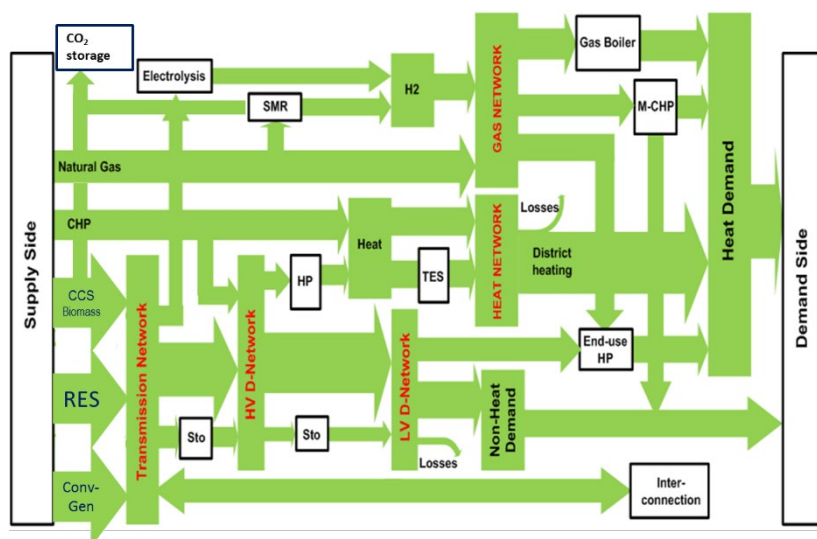 CO2
storage
Electrolysis
SMR
H2
GAS NETWORK
Gas Boiler
M-CHP
Natural Gas
CHP
Heat
TES
HEAT NETWORK
Losses
District
heating
Heat Demand
Supply Side
Demand Side
CCS
Biomass
RES
Conv-
Gen
Transmission Network
HV D-Network
HP
Sto
Sto
LV D-Network
Losses
Non-Heat
Demand
End-use
HP
Inter-
connection